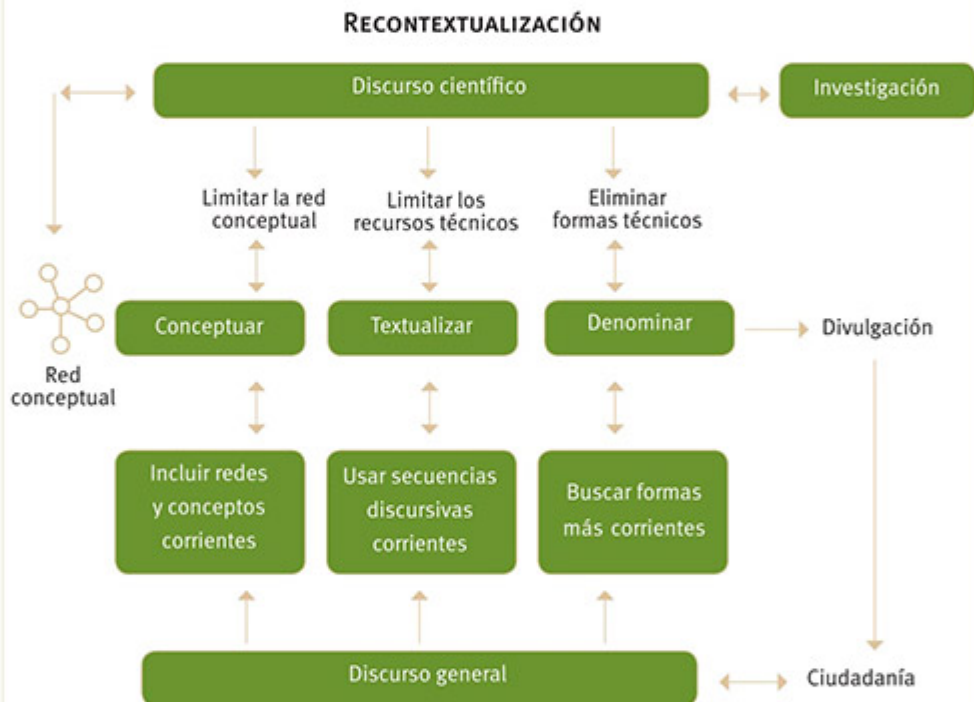 RECONTEXTUALIZACIÓN
Discurso científico
Investigación
Limitar la red
conceptual
Limitar los
recursos técnicos
Eliminar
formas técnicos
Conceptuar
Textualizar
Denominar
Divulgación
Red
conceptual
Incluir redes
y conceptos
corrientes
Usar secuencias
discursivas
corrientes
Buscar formas
más corrientes
Discurso general
Ciudadanía